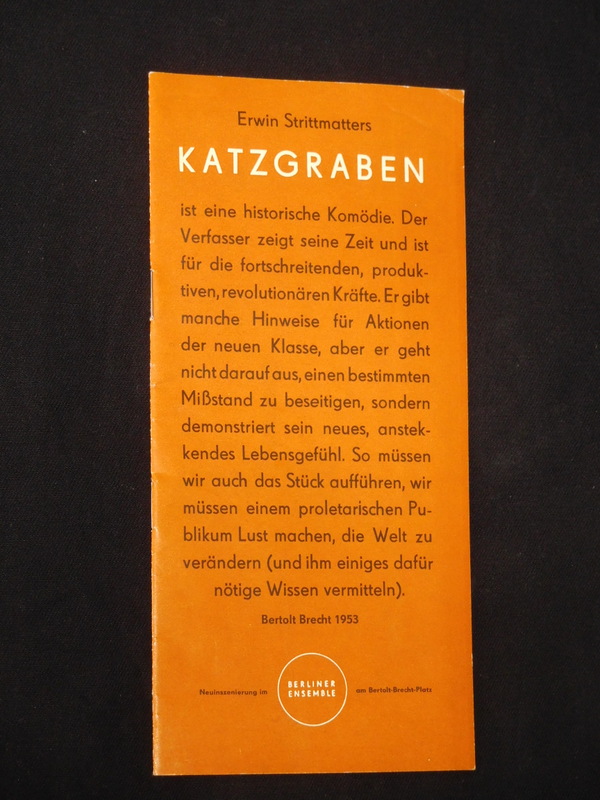 Erwin Strittmatters
KATZGRABEN
ist eine historische Komödie. Der
Verfasser zeigt seine Zeit und ist
für die fortschreitenden, produk-
tiven, revolutionären Kräfte. Er gibt
manche Hinweise für Aktionen
der neuen Klasse, aber er geht
nicht darauf aus, einen bestimmten
Mißstand zu beseitigen, sondern
demonstriert sein neues, anstek-
kendes Lebensgefühl. So müssen
wir auch das Stück aufführen, wir
müssen einem proletarischen Pu-
blikum Lust machen, die Welt zu
verändern (und ihm einiges dafür
nötige Wissen vermitteln).
Bertolt Brecht 1953
Neuinszenierung im
BERLINER
ENSEMBLE
am Bertolt-Brecht-Platz